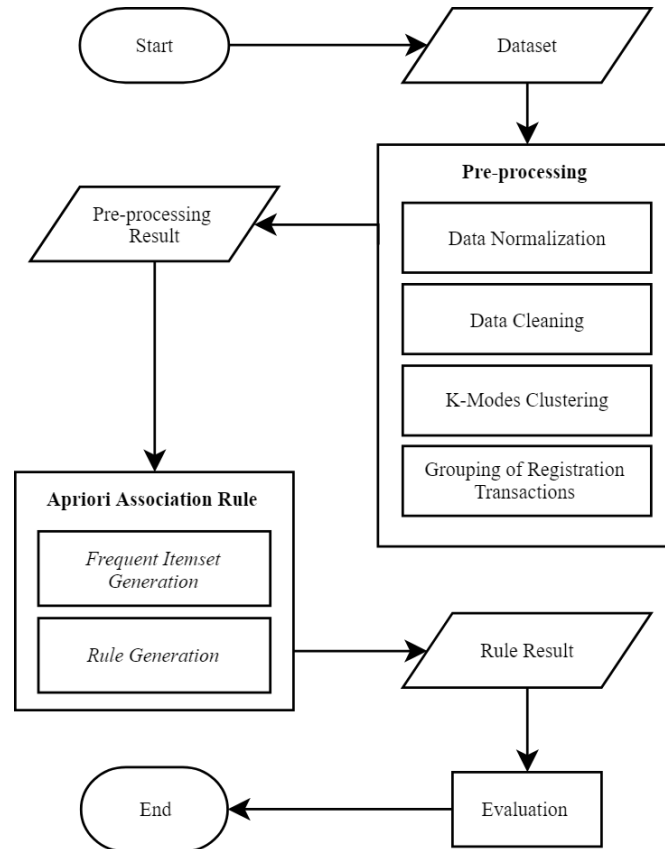 Start
Dataset
Pre-processing
Data Normalization
Data Cleaning
K-Modes Clustering
Grouping of Registration
Transactions
Pre-processing
Result
Apriori Association Rule
Frequent Itemset
Generation
Rule Generation
Rule Result
Evaluation
End